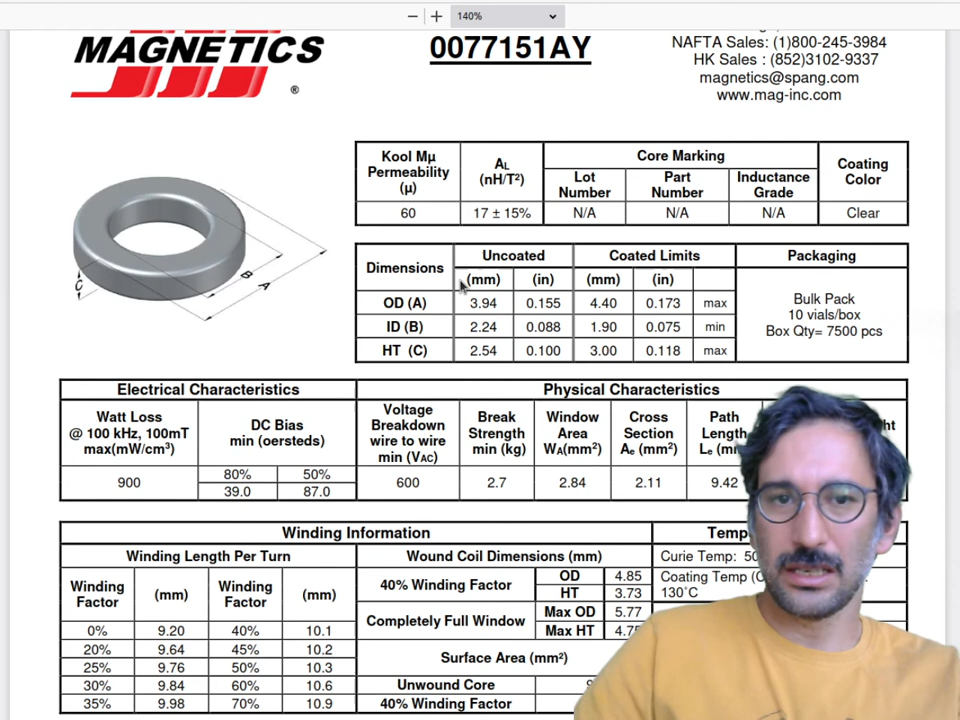 140%
MAGNETICS
®
0077151AY
NAFTA Sales: (1)800-245-3984
HK Sales : (852)3102-9337
magnetics@spang.com
www.mag-inc.com
A
B
C
Kool Mµ Permeability (µ)
AL (nH/T²)
Core Marking
Coating Color
Lot Number
Part Number
Inductance Grade
60
17 ± 15%
N/A
N/A
N/A
Clear
Dimensions
Uncoated
Coated Limits
Packaging
(mm)
(in)
(mm)
(in)
OD (A)
3.94
0.155
4.40
0.173
max
ID (B)
2.24
0.088
1.90
0.075
min
HT (C)
2.54
0.100
3.00
0.118
max
Bulk Pack
10 vials/box
Box Qty= 7500 pcs
Electrical Characteristics
Physical Characteristics
Watt Loss
@ 100 kHz, 100mT
max(mW/cm³)
DC Bias
min (oersteds)
Voltage Breakdown wire to wire min (VAC)
Break Strength min (kg)
Window Area WA(mm²)
Cross Section Ae (mm²)
Path Length Le
900
80%
50%
39.0
87.0
600
2.7
2.84
2.11
9.42
Winding Information
Winding Length Per Turn
Wound Coil Dimensions (mm)
Curie Temp:
Winding Factor
(mm)
Winding Factor
(mm)
40% Winding Factor
OD
4.85
HT
3.73
Coating Temp
130˚C
Completely Full Window
Max OD
5.77
Max HT
0%
9.20
40%
10.1
20%
9.64
45%
10.2
25%
9.76
50%
10.3
30%
9.84
60%
10.6
35%
9.98
70%
10.9
Surface Area (mm²)
Unwound Core
40% Winding Factor